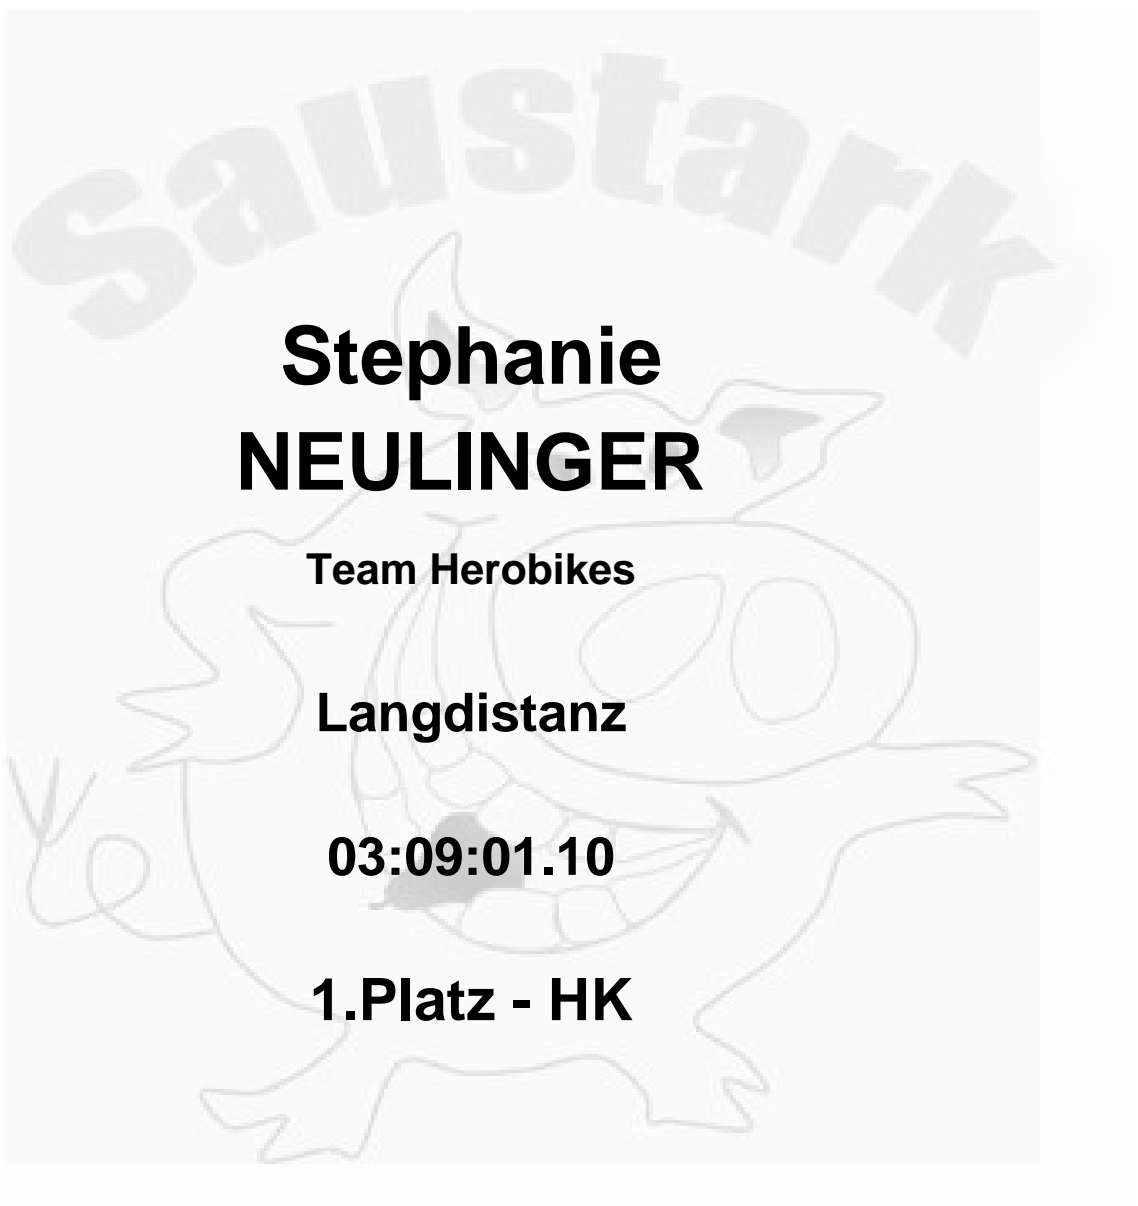 Saustark
Stephanie
NEULINGER
Team Herobikes
Langdistanz
03:09:01.10
1.Platz - HK